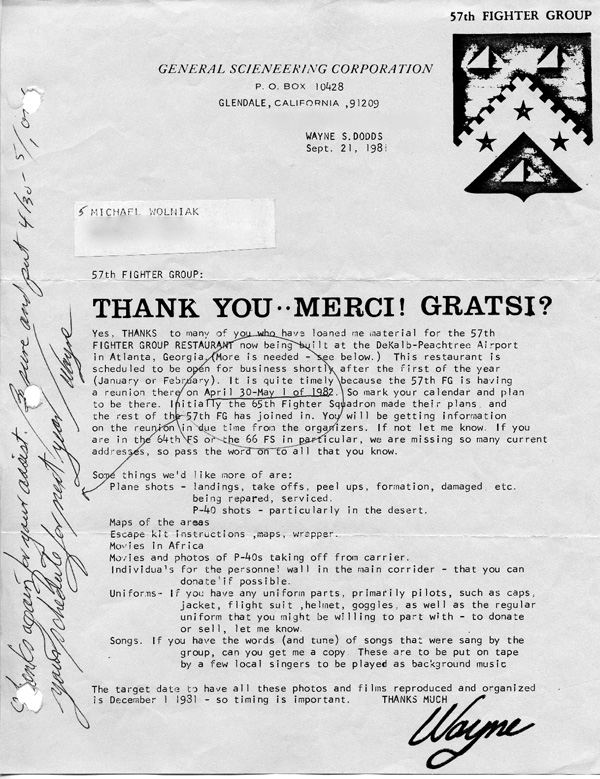 57th FIGHTER GROUP
GENERAL SCIENEERING CORPORATION
P. O. BOX 10428
GLENDALE, CALIFORNIA ,91209
WAYNE S. DODDS
Sept. 21, 198
5 MICHAEL WOLNIAK
57th FIGHTER GROUP:
THANK YOU··MERCI! GRATSI?
Yes, THANKS to many of you who have loaned me material for the 57th
FIGHTER GROUP RESTAURANT now being built at the DeKalb-Peachtree Airport
in Atlanta, Georgia (More is needed - see below.) This restaurant is
scheduled to be open for business shortly after the first of the year
(January or February). It is quite timely because the 57th FG is having
a reunion there on April 30-May 1 of 1982. So mark your calendar and plan
to be there. Initially the 65th Fighter Squadron made their plans and
the rest of the 57th FG has joined in. You will be getting information
on the reunion in due time from the organizers. If not let me know. If you
are in the 64th FS or the 66 FS in particular, we are missing so many current
addresses, so pass the word on to all that you know.
Some things we'd like more of are:
Plane shots - landings, take offs, peel ups, formation, damaged etc.
being repared, serviced.
P-40 shots - particularly in the desert.
Maps of the areas
Escape kit instructions ,maps, wrapper.
Movies in Africa
Movies and photos of P-40s taking off from carrier.
Individua's for the personnel wall in the main corrider - that you can
donate if possible.
Uniforms- If you have any uniform parts, primarily pilots, such as caps,
jacket, flight suit ,helmet, goggles, as well as the regular
uniform that you might be willing to part with - to donate
or sell, let me know.
Songs. If you have the words (and tune) of songs that were sang by the
group, can you get me a copy. These are to be put on tape
by a few local singers to be played as background music
The target date to have all these photos and films reproduced and organized
is December 1 1981 - so timing is important. THANKS MUCH
Wayne
again for your assist. Be sure and put 4/30 - 5/1 on
your schedule for next year Wayne